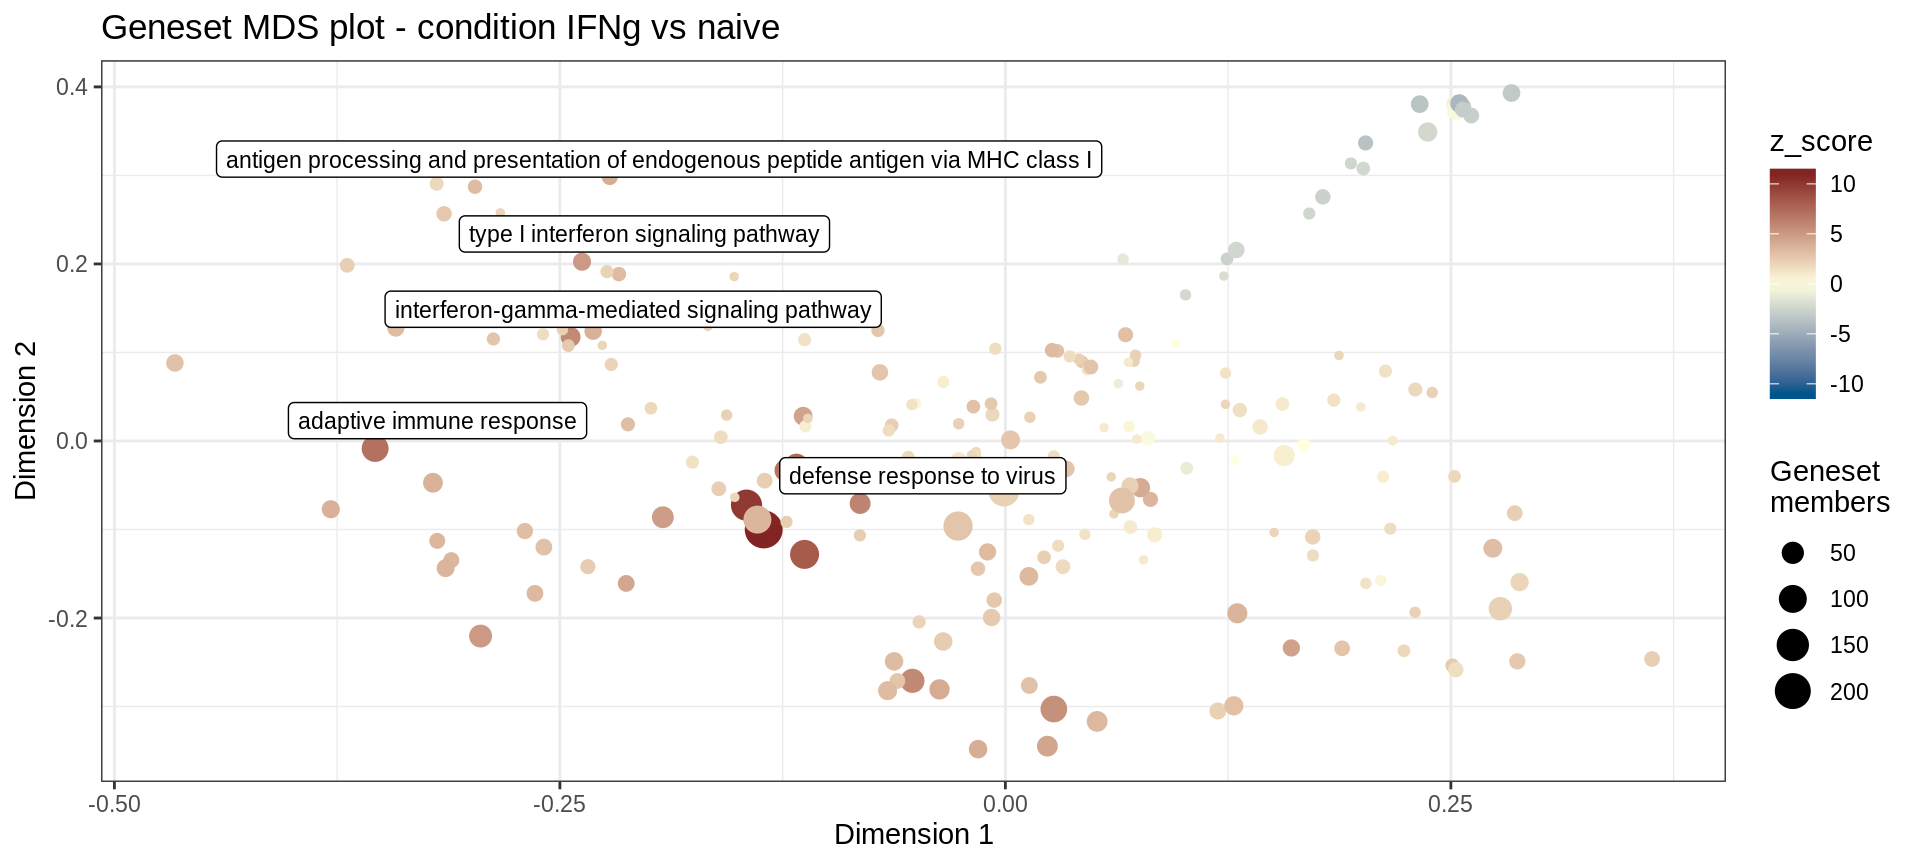 Geneset MDS plot - condition IFNg vs naive
0.4
0.2
0.0
-0.2
Dimension 2
antigen processing and presentation of endogenous peptide antigen via MHC class I
type I interferon signaling pathway
interferon-gamma-mediated signaling pathway
adaptive immune response
defense response to virus
-0.50
-0.25
0.00
0.25
Dimension 1
z_score
10
5
0
-5
-10
Geneset
members
50
100
150
200